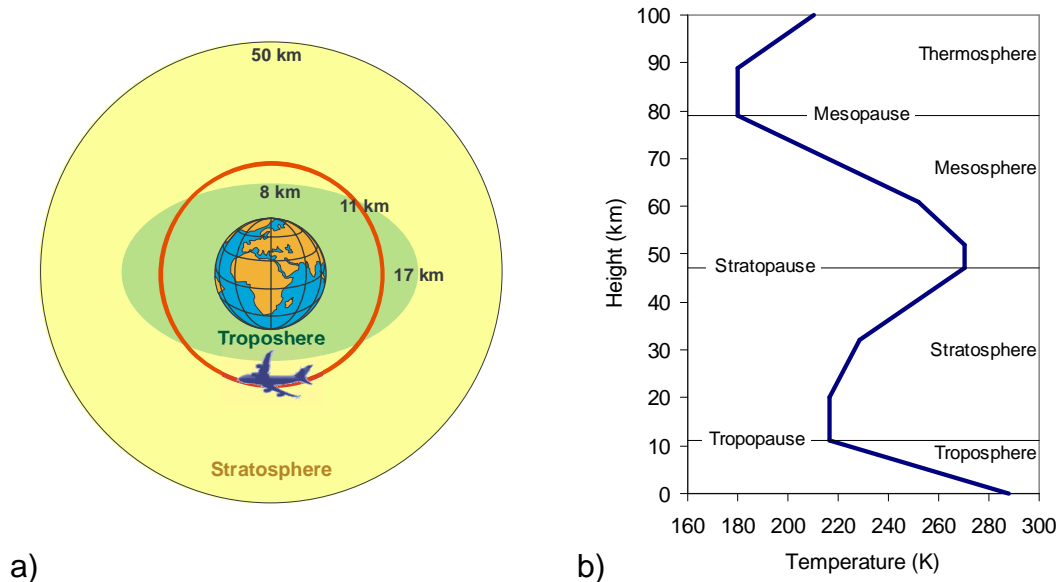 50 km
8 km
11 km
17 km
Troposhere
Stratosphere
a)
100
90
80
70
60
50
40
30
20
10
0
Height (km)
Thermosphere
Mesopause
Mesosphere
Stratopause
Stratosphere
Tropopause
Troposphere
160 180 200 220 240 260 280 300
Temperature (K)
b)